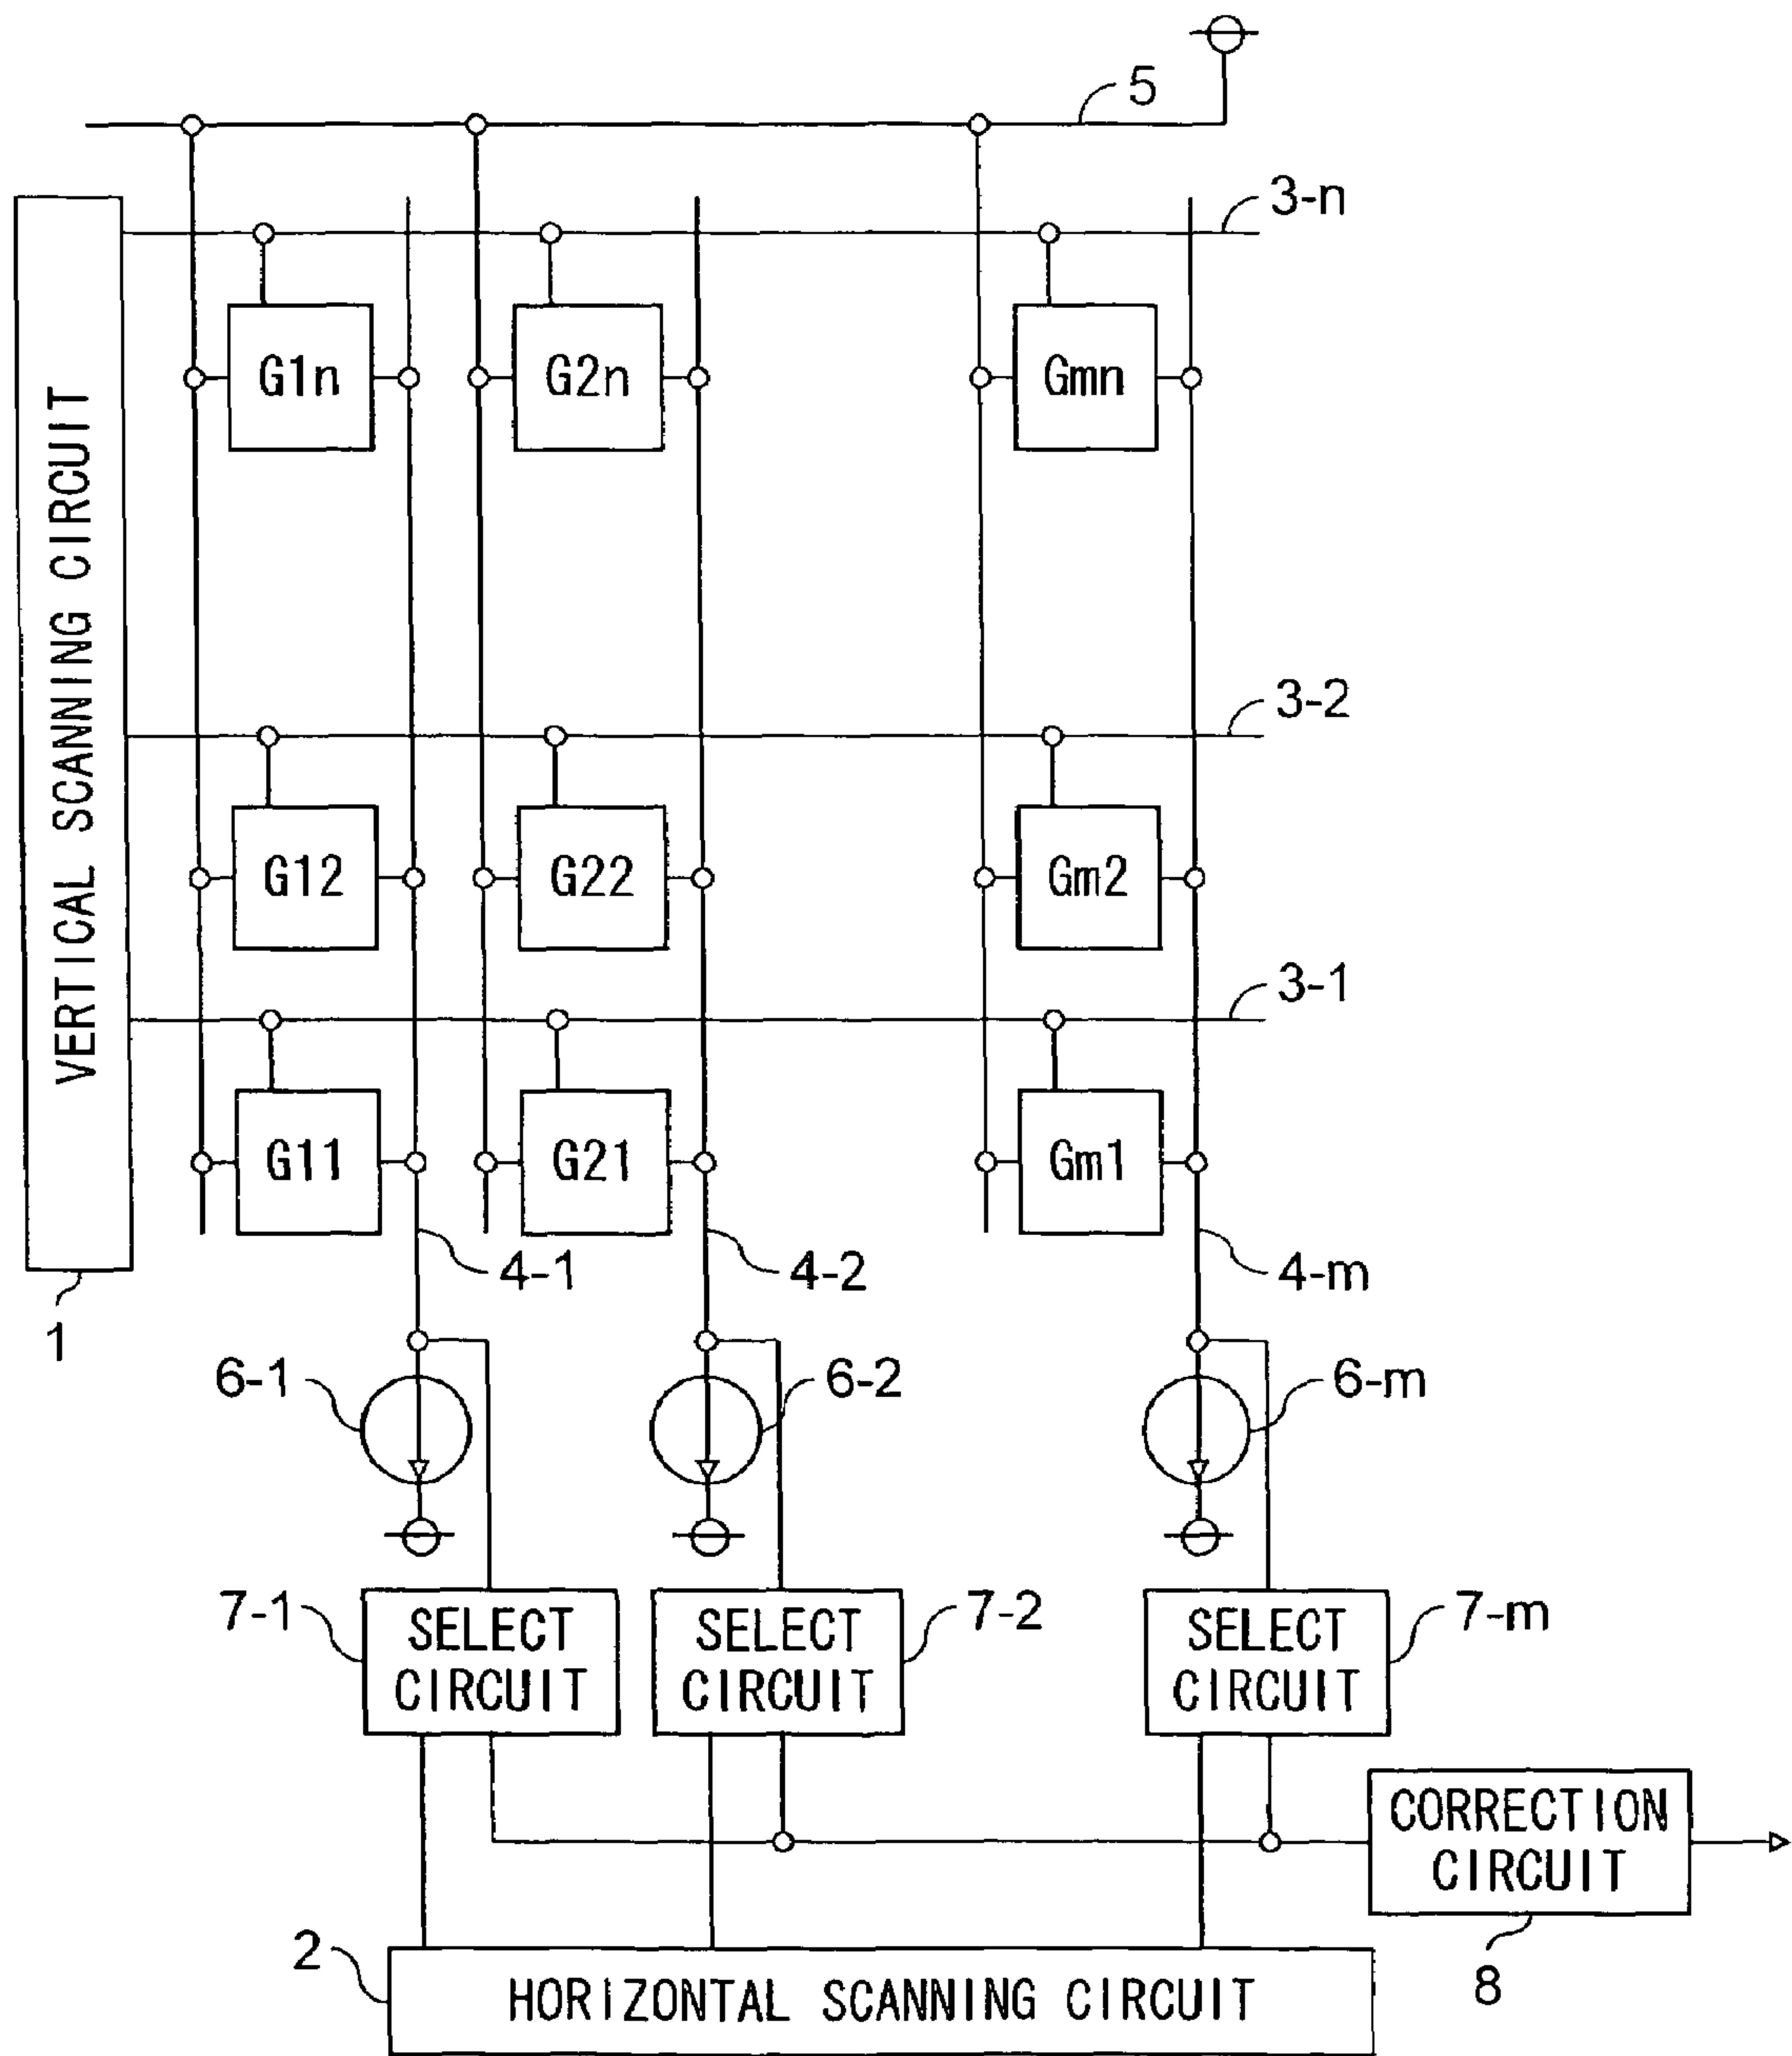 5
3-n
G1n G2n Gmn
VERTICAL SCANNING CIRCUIT
3-2
G12 G22 Gm2
3-1
G11 G21 Gm1
4-1 4-2 4-m
1
6-1 6-2 6-m
7-1 SELECT CIRCUIT
7-2 SELECT CIRCUIT
7-m SELECT CIRCUIT
CORRECTION
CIRCUIT
8
2
HORIZONTAL SCANNING CIRCUIT